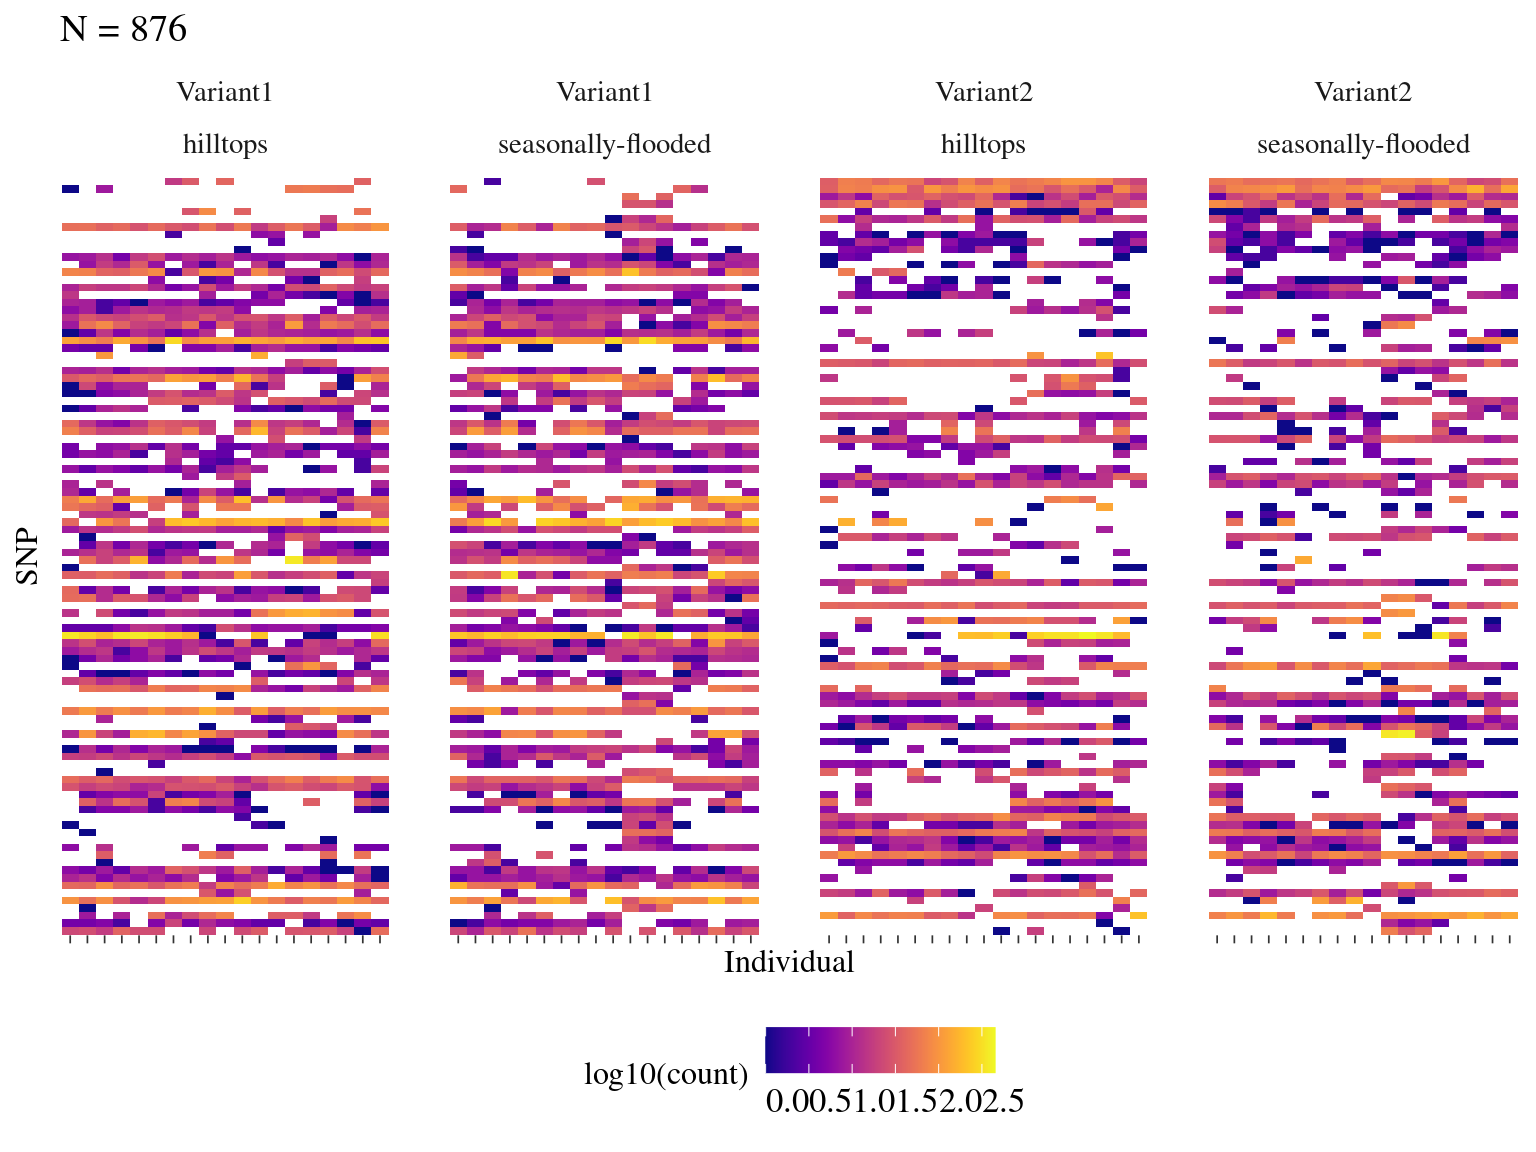 N = 876
Variant1 Variant1 Variant2 Variant2
hilltops seasonally-flooded hilltops seasonally-flooded
SNP
Individual
log10(count)
0.00.51.01.52.02.5